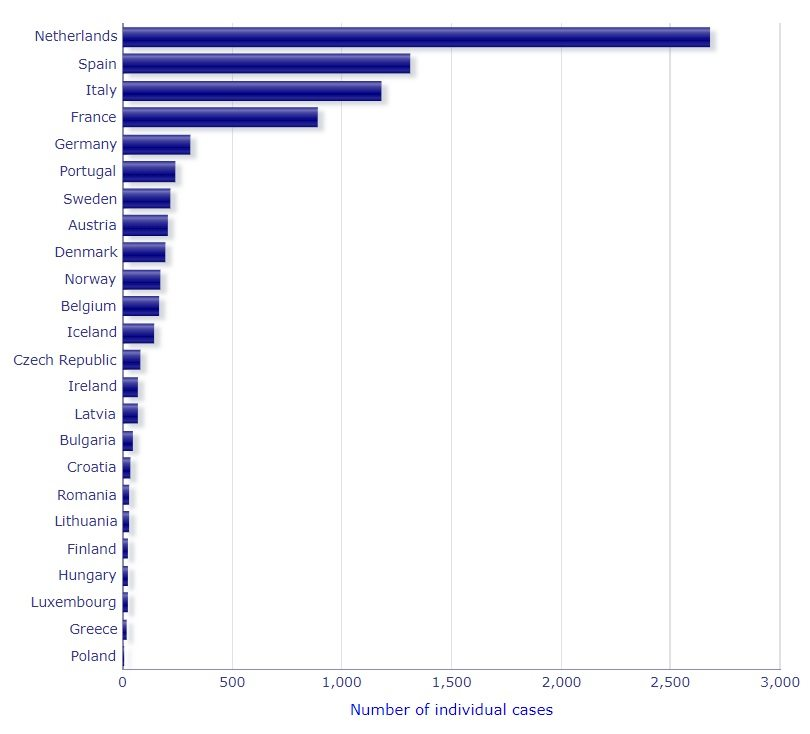 Netherlands
Spain
Italy
France
Germany
Portugal
Sweden
Austria
Denmark
Norway
Belgium
Iceland
Czech Republic
Ireland
Latvia
Bulgaria
Croatia
Romania
Lithuania
Finland
Hungary
Luxembourg
Greece
Poland
0 500 1,000 1,500 2,000 2,500 3,000
Number of individual cases